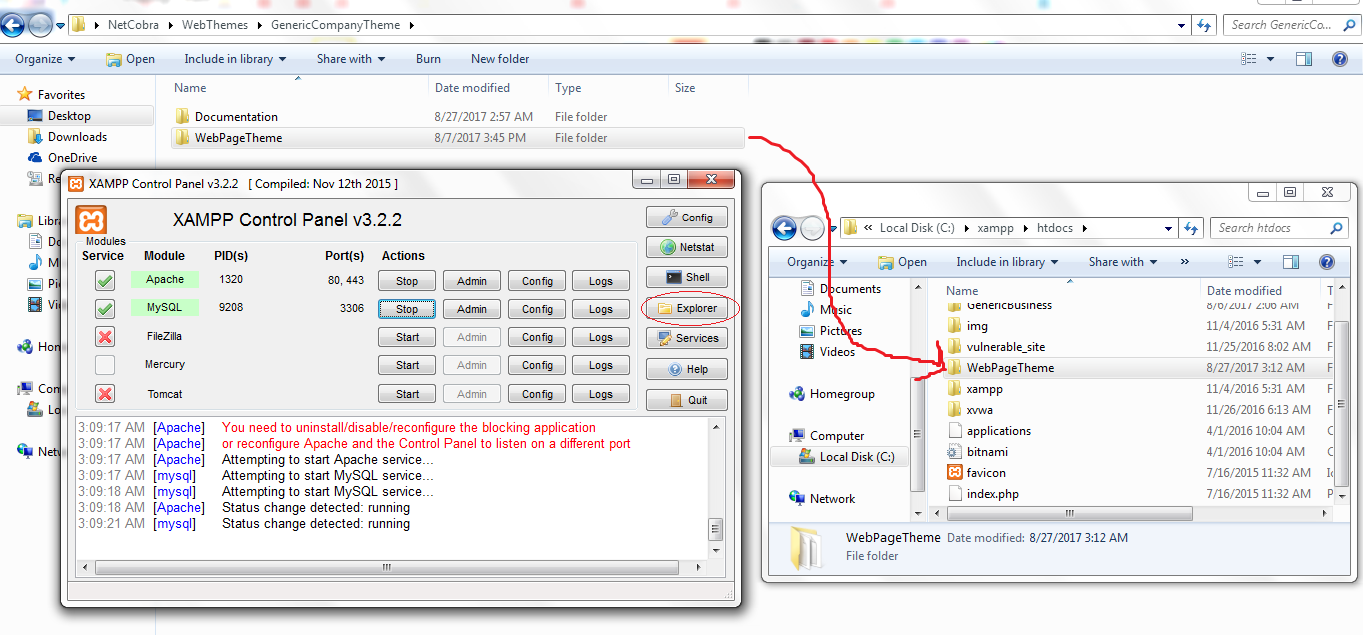 NetCobra WebThemes GenericCompanyTheme
Search GenericCo...
Organize Open Include in library Share with Burn New folder
Name Date modified Type Size
Favorites
Desktop
Downloads
OneDrive
Re
Libra
Do
M
Pi
Vi
Hom
Com
Lo
Netw
Documentation 8/27/2017 2:57 AM File folder
WebPageTheme 8/7/2017 3:45 PM File folder
XAMPP Control Panel v3.2.2 [ Compiled: Nov 12th 2015 ]
XAMPP Control Panel v3.2.2
Modules
Service Module PID(s) Port(s) Actions
Apache 1320 80, 443 Stop Admin Config Logs
MySQL 9208 3306 Stop Admin Config Logs
FileZilla Start Admin Config Logs
Mercury Start Admin Config Logs
Tomcat Start Admin Config Logs
Config
Netstat
Shell
Explorer
Services
Help
Quit
3:09:17 AM [Apache] You need to uninstall/disable/reconfigure the blocking application
3:09:17 AM [Apache] or reconfigure Apache and the Control Panel to listen on a different port
3:09:17 AM [Apache] Attempting to start Apache service...
3:09:17 AM [mysql] Attempting to start MySQL service...
3:09:18 AM [mysql] Attempting to start MySQL service...
3:09:18 AM [Apache] Status change detected: running
3:09:21 AM [mysql] Status change detected: running
« Local Disk (C:) xampp htdocs
Search htdocs
Organize Open Include in library Share with »
Documents
Music
Pictures
Videos
Homegroup
Computer
Local Disk (C:)
Network
Name Date modified T
GenericBusiness 8/6/2017 2:06 AM F
img 11/4/2016 5:31 AM F
vulnerable_site 11/25/2016 8:02 AM F
WebPageTheme 8/27/2017 3:12 AM F
xampp 11/4/2016 5:31 AM F
xvwa 11/26/2016 6:13 AM F
applications 4/1/2016 10:04 AM C
bitnami 4/1/2016 10:04 AM C
favicon 7/16/2015 11:32 AM Ic
index.php 7/16/2015 11:32 AM P
WebPageTheme Date modified: 8/27/2017 3:12 AM
File folder